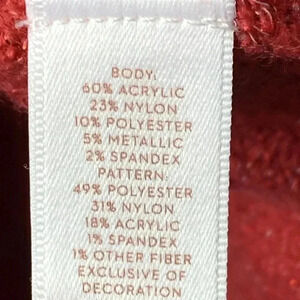 BODY:
60% ACRYLIC
23% NYLON
10% POLYESTER
5% METALLIC
2% SPANDEX
PATTERN:
49% POLYESTER
31% NYLON
18% ACRYLIC
1% SPANDEX
1% OTHER FIBER
EXCLUSIVE OF
DECORATION